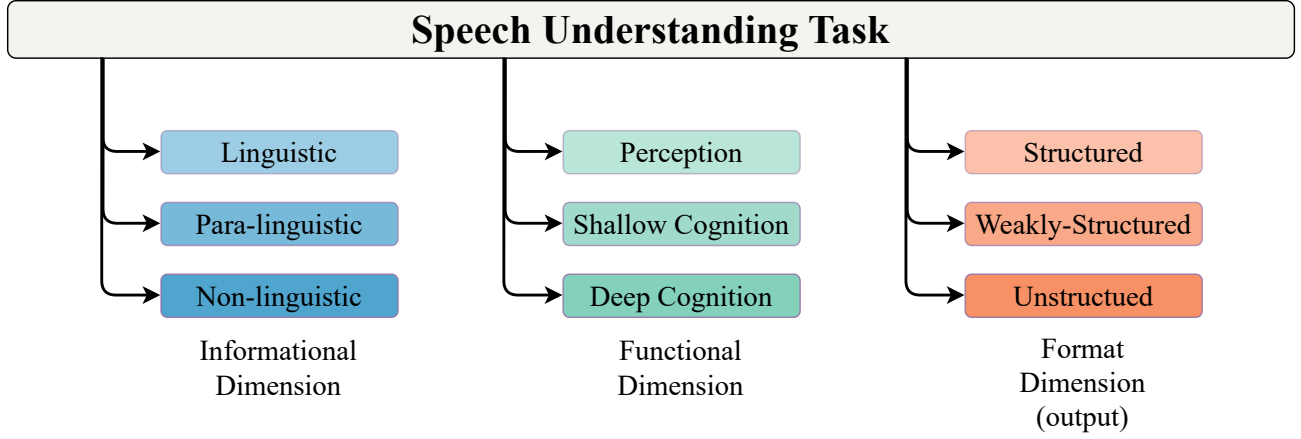 Speech Understanding Task
Linguistic
Para-linguistic
Non-linguistic
Informational
Dimension
Perception
Shallow Cognition
Deep Cognition
Functional
Dimension
Structured
Weakly-Structured
Unstructued
Format
Dimension
(output)